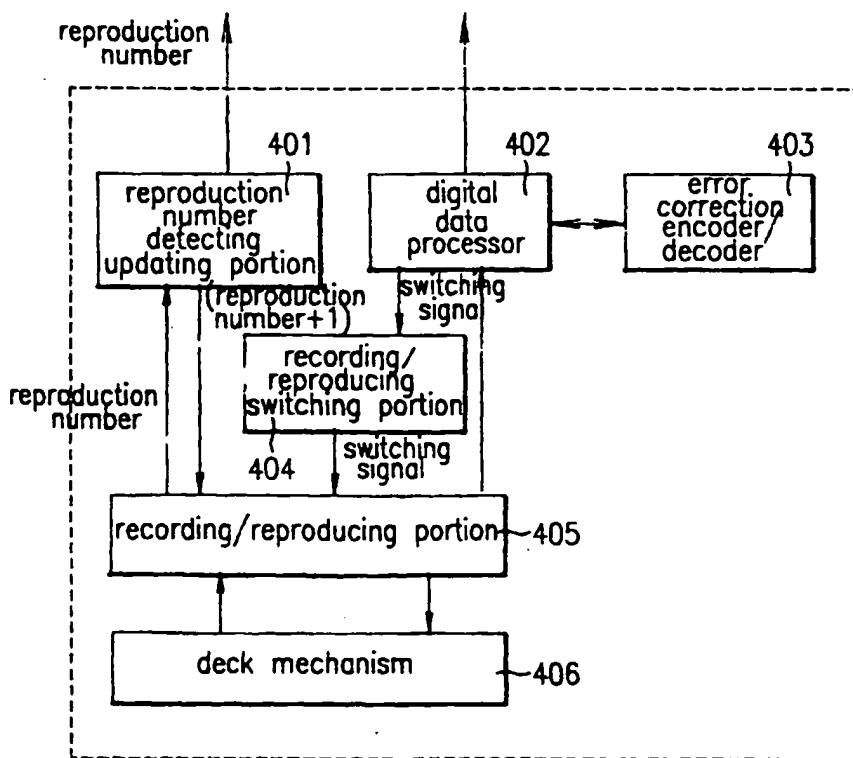 reproduction
number
401
402
403
reproduction
number
detecting
updating portion
digital
data
processor
error
correction
encoder/
decoder
(reproduction
number+1)
switching
signal
recording/
reproducing
switching portion
reproduction
number
404
switching
signal
recording/reproducing portion
405
deck mechanism
406